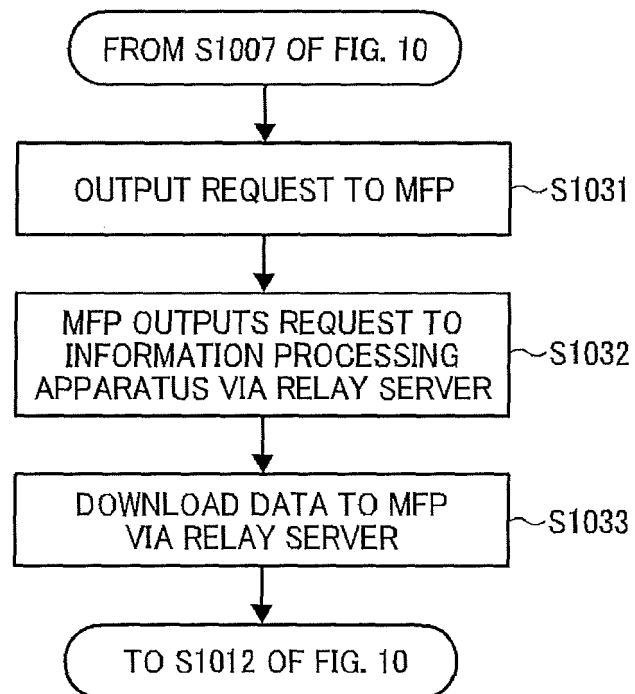 FROM S1007 OF FIG. 10
OUTPUT REQUEST TO MFP
S1031
MFP OUTPUTS REQUEST TO
INFORMATION PROCESSING
APPARATUS VIA RELAY SERVER
S1032
DOWNLOAD DATA TO MFP
VIA RELAY SERVER
S1033
TO S1012 OF FIG. 10